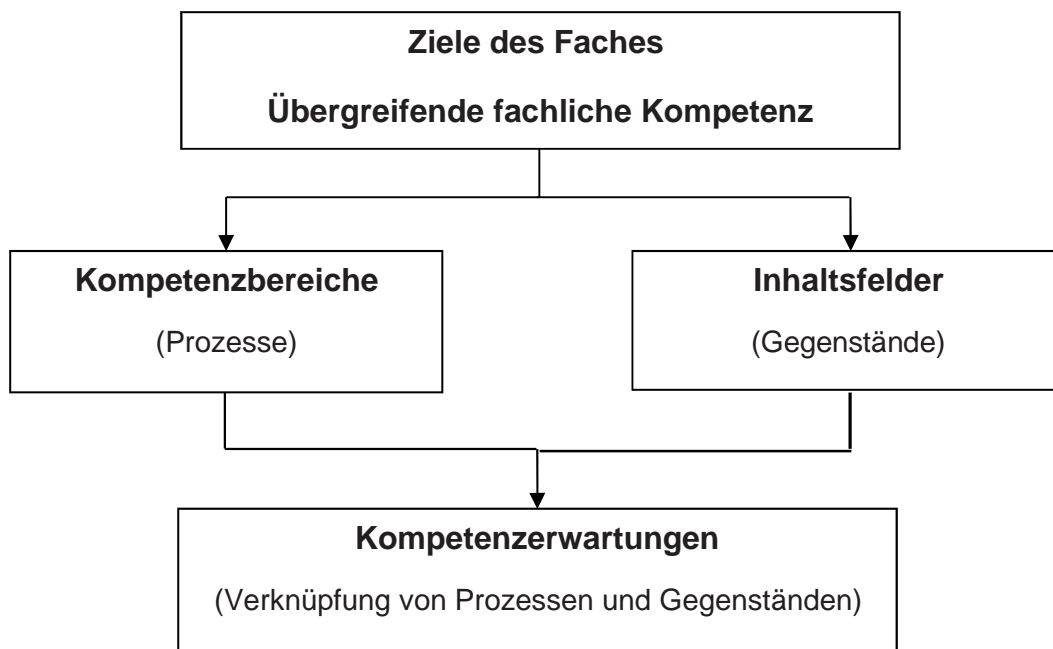 Ziele des Faches
Übergreifende fachliche Kompetenz
Kompetenzbereiche
(Prozesse)
Inhaltsfelder
(Gegenstände)
Kompetenzerwartungen
(Verknüpfung von Prozessen und Gegenständen)